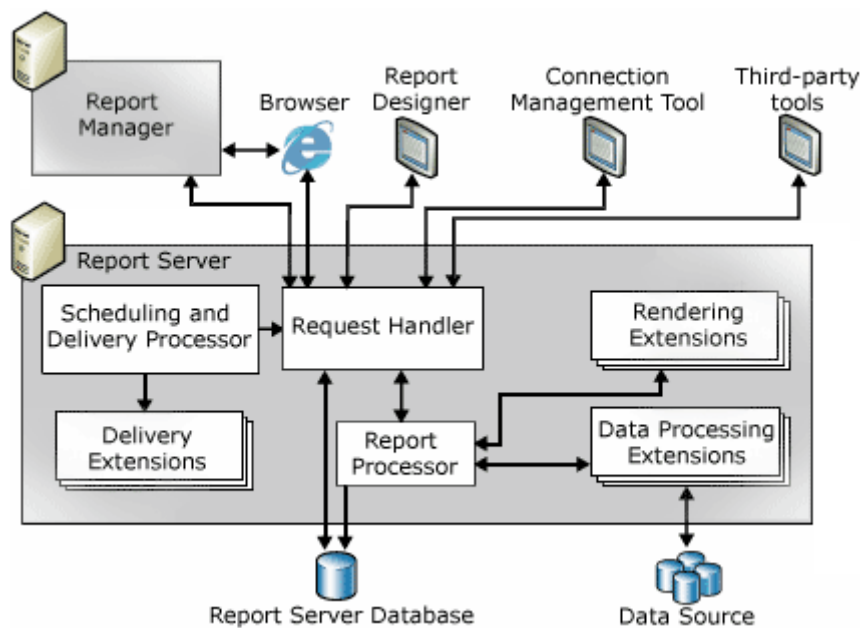 Report
Manager
Browser
Report
Designer
Connection
Management Tool
Third-party
tools
Report Server
Scheduling and
Delivery Processor
Request Handler
Rendering
Extensions
Delivery
Extensions
Report
Processor
Data Processing
Extensions
Report Server Database
Data Source